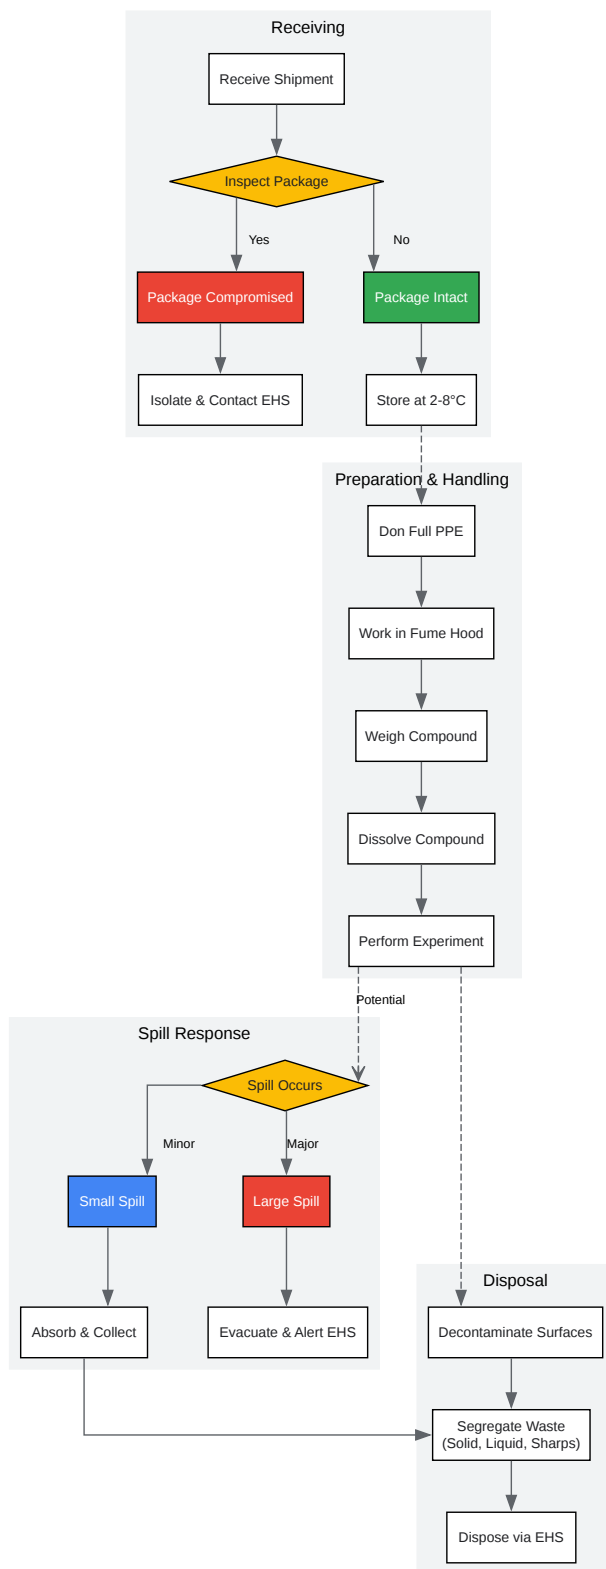 Receiving
Receive Shipment
Inspect Package
Yes
No
Package Compromised
Package Intact
Isolate & Contact EHS
Store at 2-8°C
Preparation & Handling
Don Full PPE
Work in Fume Hood
Weigh Compound
Dissolve Compound
Perform Experiment
Potential
Spill Response
Spill Occurs
Minor
Major
Small Spill
Large Spill
Absorb & Collect
Evacuate & Alert EHS
Disposal
Decontaminate Surfaces
Segregate Waste
(Solid, Liquid, Sharps)
Dispose via EHS